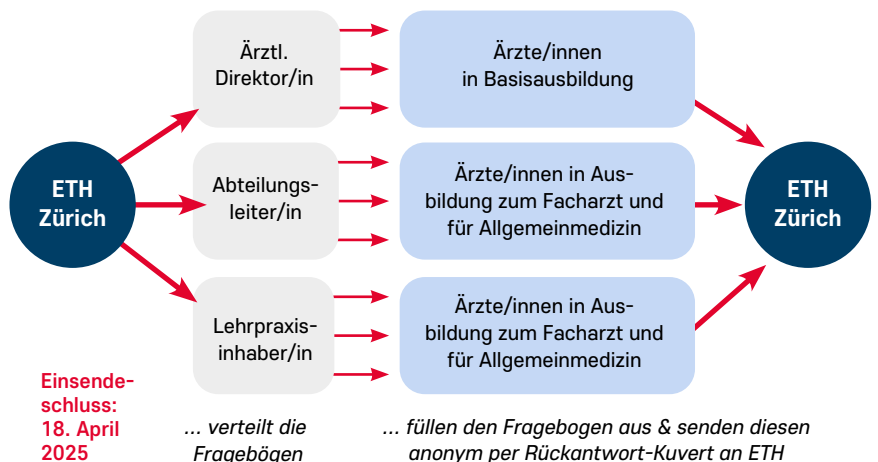 ETH
Zürich
Ärztl.
Direktor/in
Abteilungs-
leiter/in
Lehrpraxis-
inhaber/in
Ärzte/innen
in Basisausbildung
Ärzte/innen in Aus-
bildung zum Facharzt und
für Allgemeinmedizin
Ärzte/innen in Aus-
bildung zum Facharzt und
für Allgemeinmedizin
ETH
Zürich
Einsende-
schluss:
18. April
2025
... verteilt die
Fragebögen
... füllen den Fragebogen aus & senden diesen
anonym per Rückantwort-Kuvert an ETH